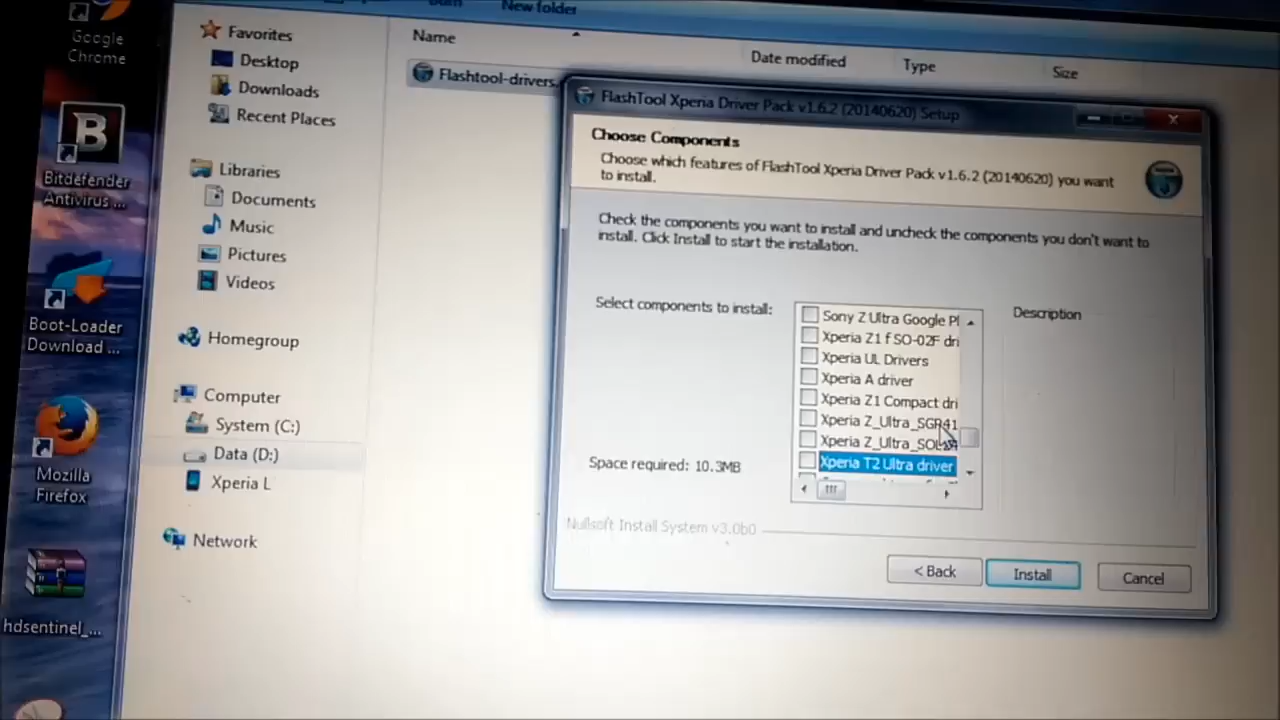 Google
Chrome
Bitdefender
Antivirus ...
Boot-Loader
Download ...
Mozilla
Firefox
hdsentinel_...
New folder
Favorites
Desktop
Downloads
Recent Places
Libraries
Documents
Music
Pictures
Videos
Homegroup
Computer
System (C:)
Data (D:)
Xperia L
Network
Name
Date modified
Type
Size
Flashtool-drivers.
FlashTool Xperia Driver Pack v1.6.2 (20140620) Setup
Choose Components
Choose which features of FlashTool Xperia Driver Pack v1.6.2 (20140620) you want
to install.
Check the components you want to install and uncheck the components you don't want to
install. Click Install to start the installation.
Select components to install:
Sony Z Ultra Google Pl
Xperia Z1 f SO-02F dri
Xperia UL Drivers
Xperia A driver
Xperia Z1 Compact dri
Xperia Z_Ultra_SGP41
Xperia T2 Ultra driver
Description
Space required: 10.3MB
Nullsoft Install System v3.0b0
< Back
Install
Cancel